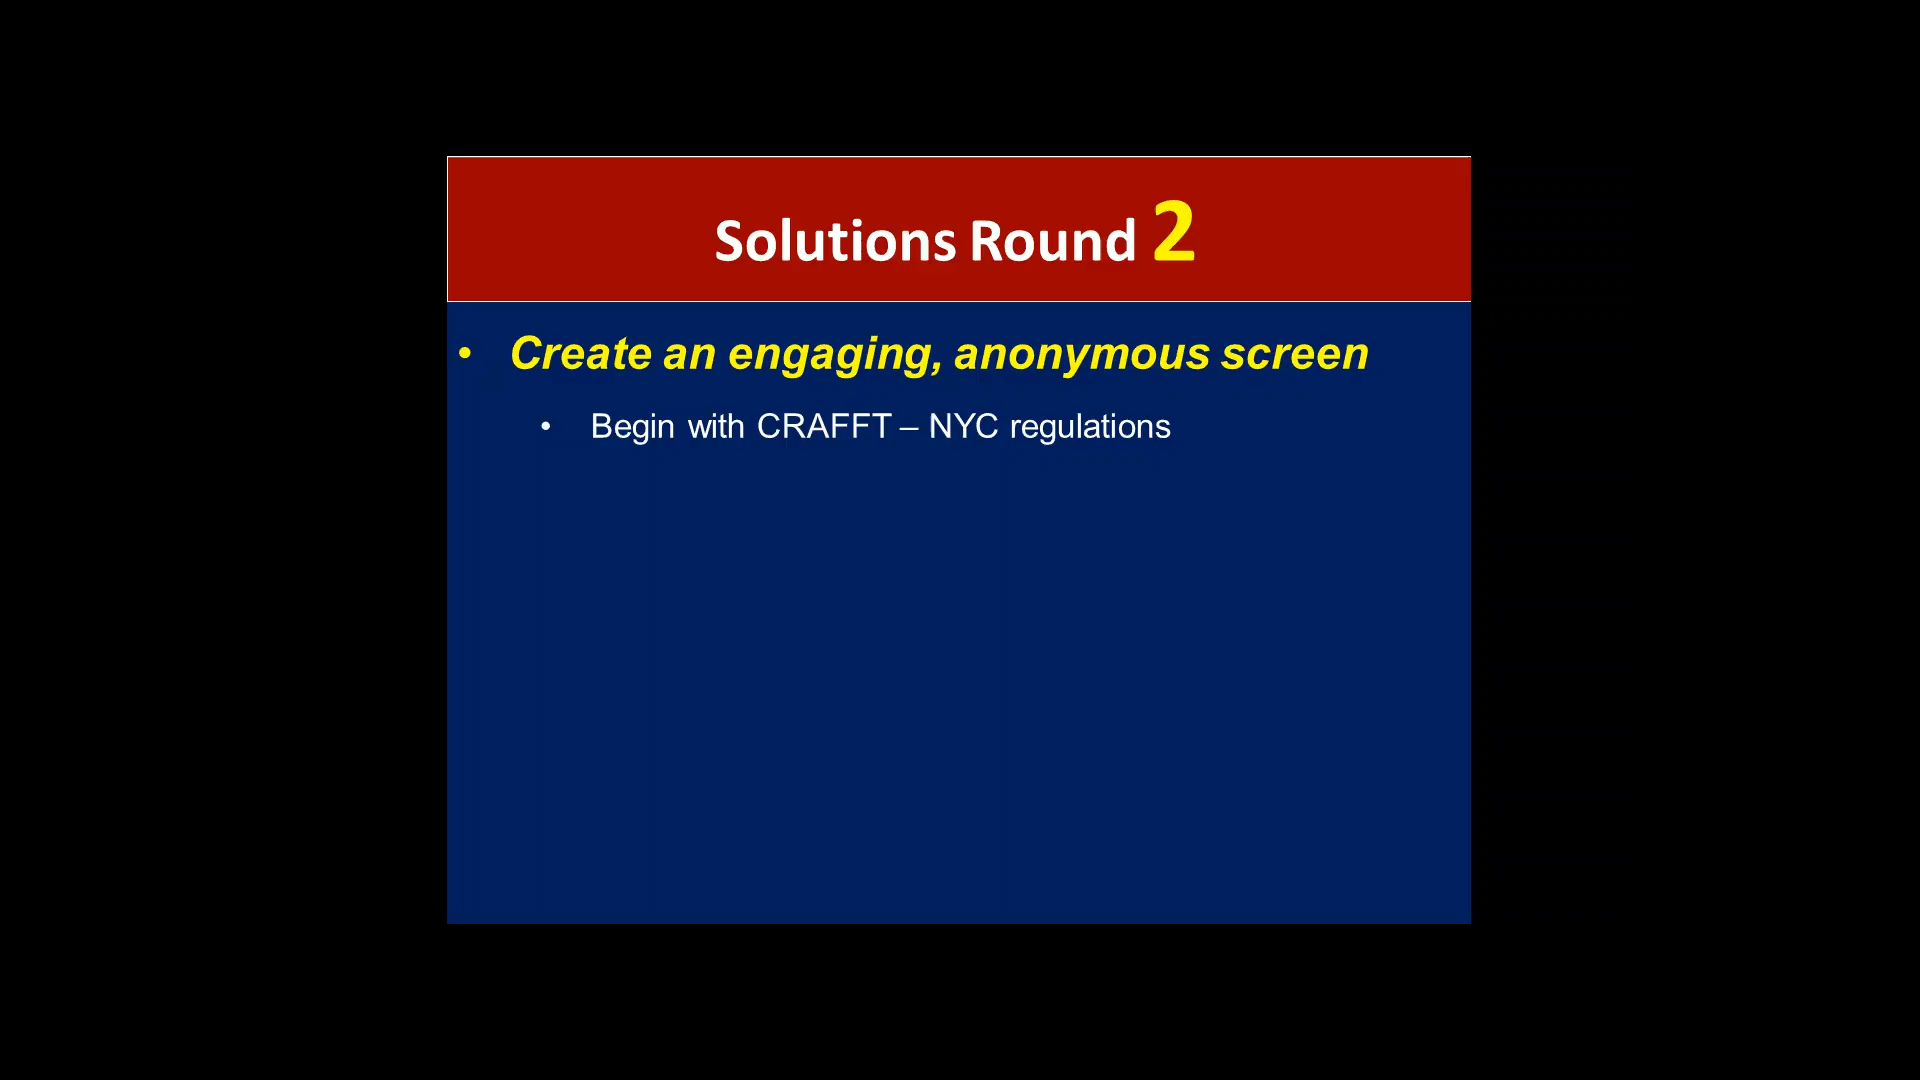 Solutions Round 2
• Create an engaging, anonymous screen
• Begin with CRAFFT – NYC regulations